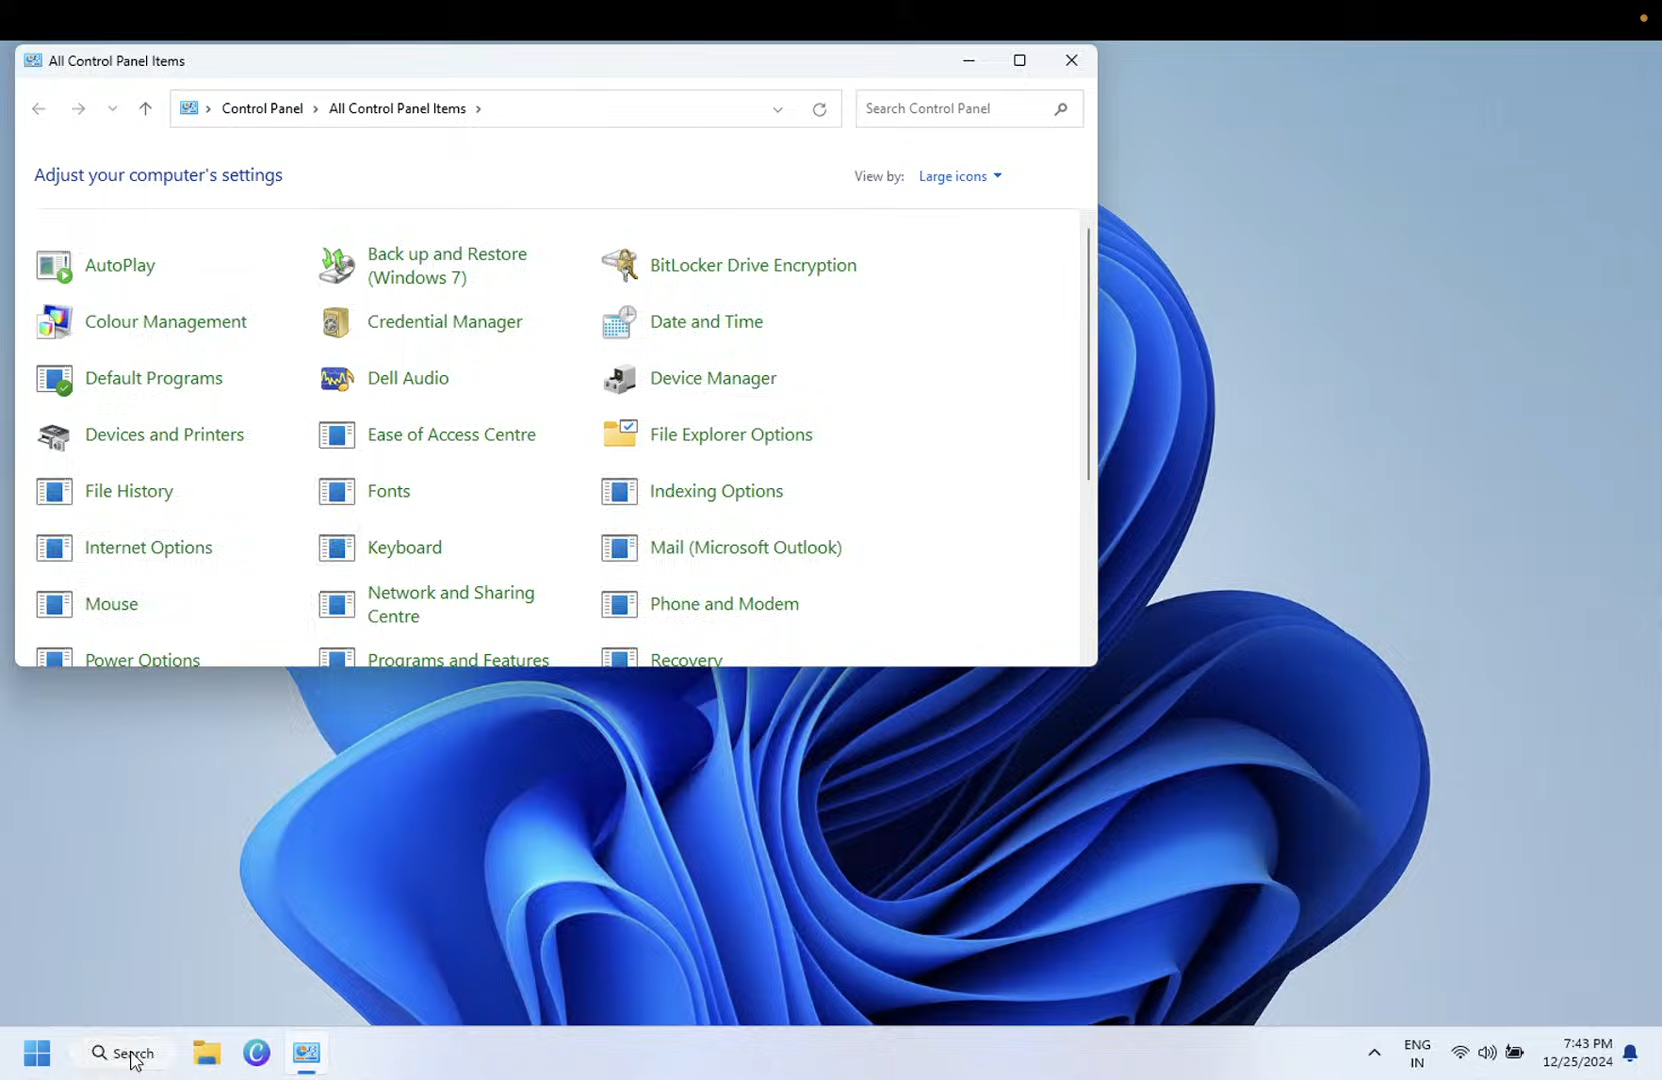 All Control Panel Items
Control Panel › All Control Panel Items ›
Search Control Panel
Adjust your computer's settings
View by: Large icons
AutoPlay
Back up and Restore
(Windows 7)
BitLocker Drive Encryption
Colour Management
Credential Manager
Date and Time
Default Programs
Dell Audio
Device Manager
Devices and Printers
Ease of Access Centre
File Explorer Options
File History
Fonts
Indexing Options
Internet Options
Keyboard
Mail (Microsoft Outlook)
Mouse
Network and Sharing
Centre
Phone and Modem
Power Options
Programs and Features
Recovery
Search
ENG
IN
7:43 PM
12/25/2024